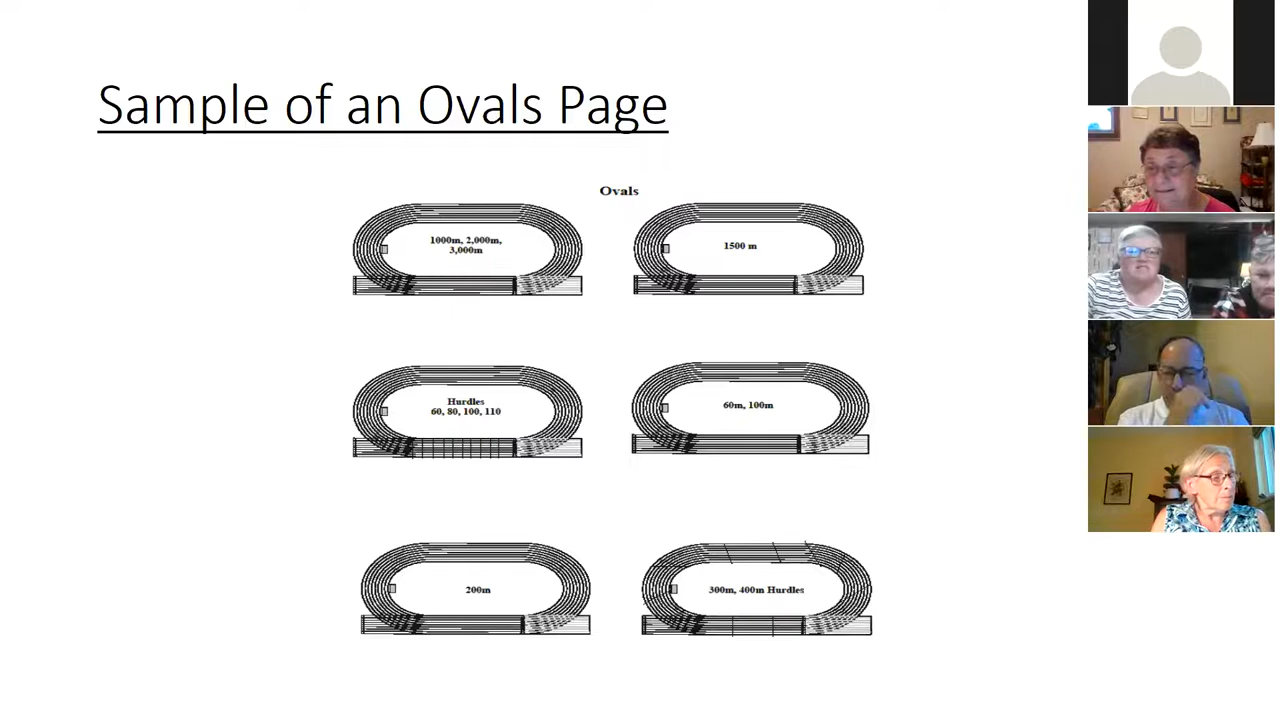 Sample of an Ovals Page
Ovals
1000m, 2,000m,
3,000m
1500 m
Hurdles
60, 80, 100, 110
60m, 100m
200m
300m, 400m Hurdles